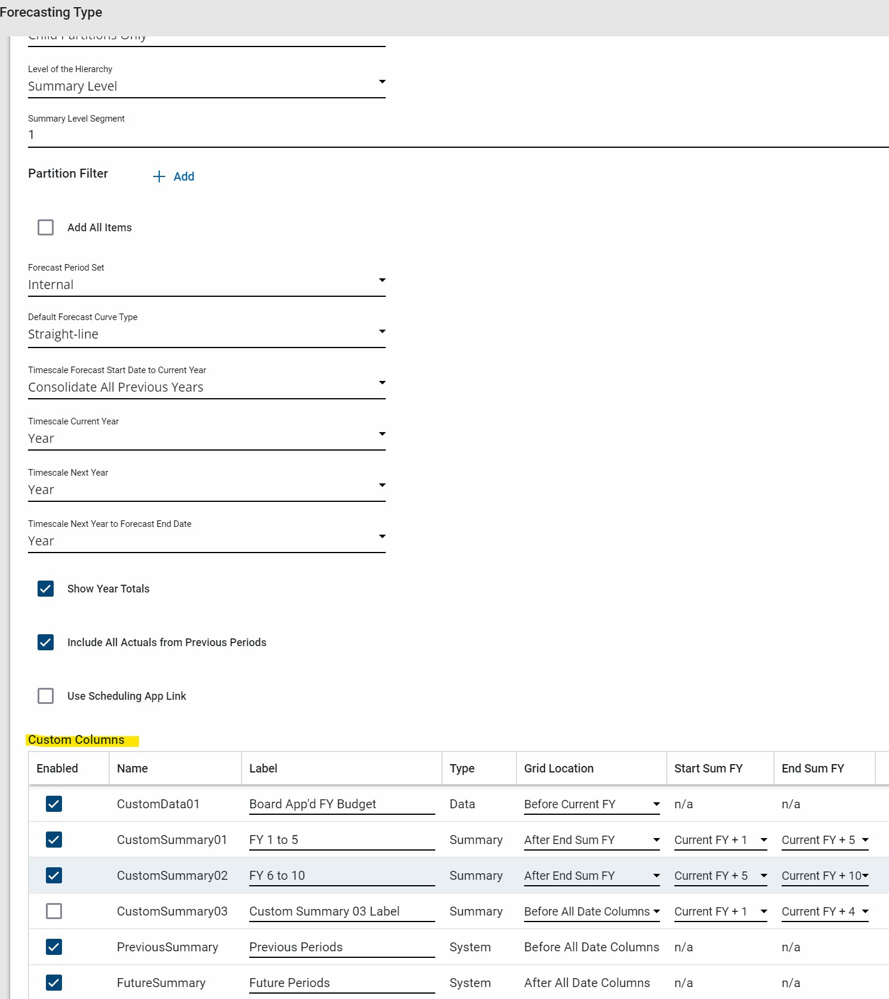 Forecasting Type
Child Partitions Only
Level of the Hierarchy
Summary Level
Summary Level Segment
1
Partition Filter + Add
Add All Items
Forecast Period Set
Internal
Default Forecast Curve Type
Straight-line
Timescale Forecast Start Date to Current Year
Consolidate All Previous Years
Timescale Current Year
Year
Timescale Next Year
Year
Timescale Next Year to Forecast End Date
Year
Show Year Totals
Include All Actuals from Previous Periods
Use Scheduling App Link
Custom Columns
Enabled Name Label Type Grid Location Start Sum FY End Sum FY
CustomData01 Board App'd FY Budget Data Before Current FY n/a n/a
CustomSummary01 FY 1 to 5 Summary After End Sum FY Current FY + 1 Current FY + 5
CustomSummary02 FY 6 to 10 Summary After End Sum FY Current FY + 5 Current FY + 10
CustomSummary03 Custom Summary 03 Label Summary Before All Date Columns Current FY + 1 Current FY + 4
PreviousSummary Previous Periods System Before All Date Columns n/a n/a
FutureSummary Future Periods System After All Date Columns n/a n/a